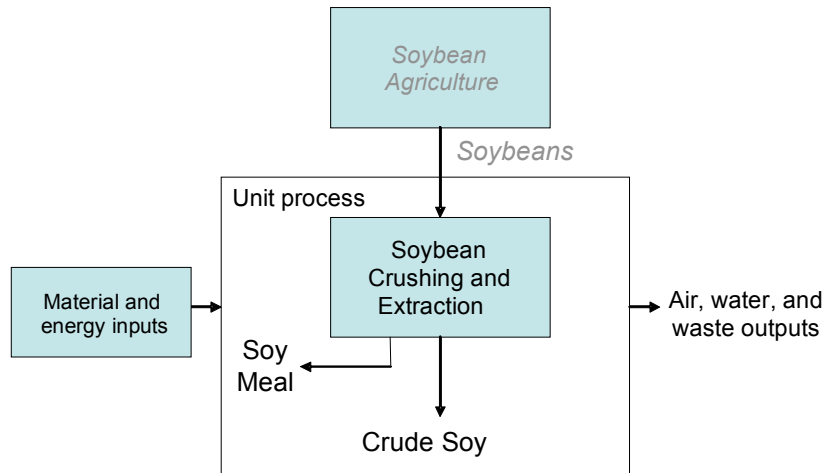 Soybean
Agriculture
Soybeans
Unit process
Soybean
Crushing and
Extraction
Material and
energy inputs
Air, water, and
waste outputs
Soy
Meal
Crude Soy